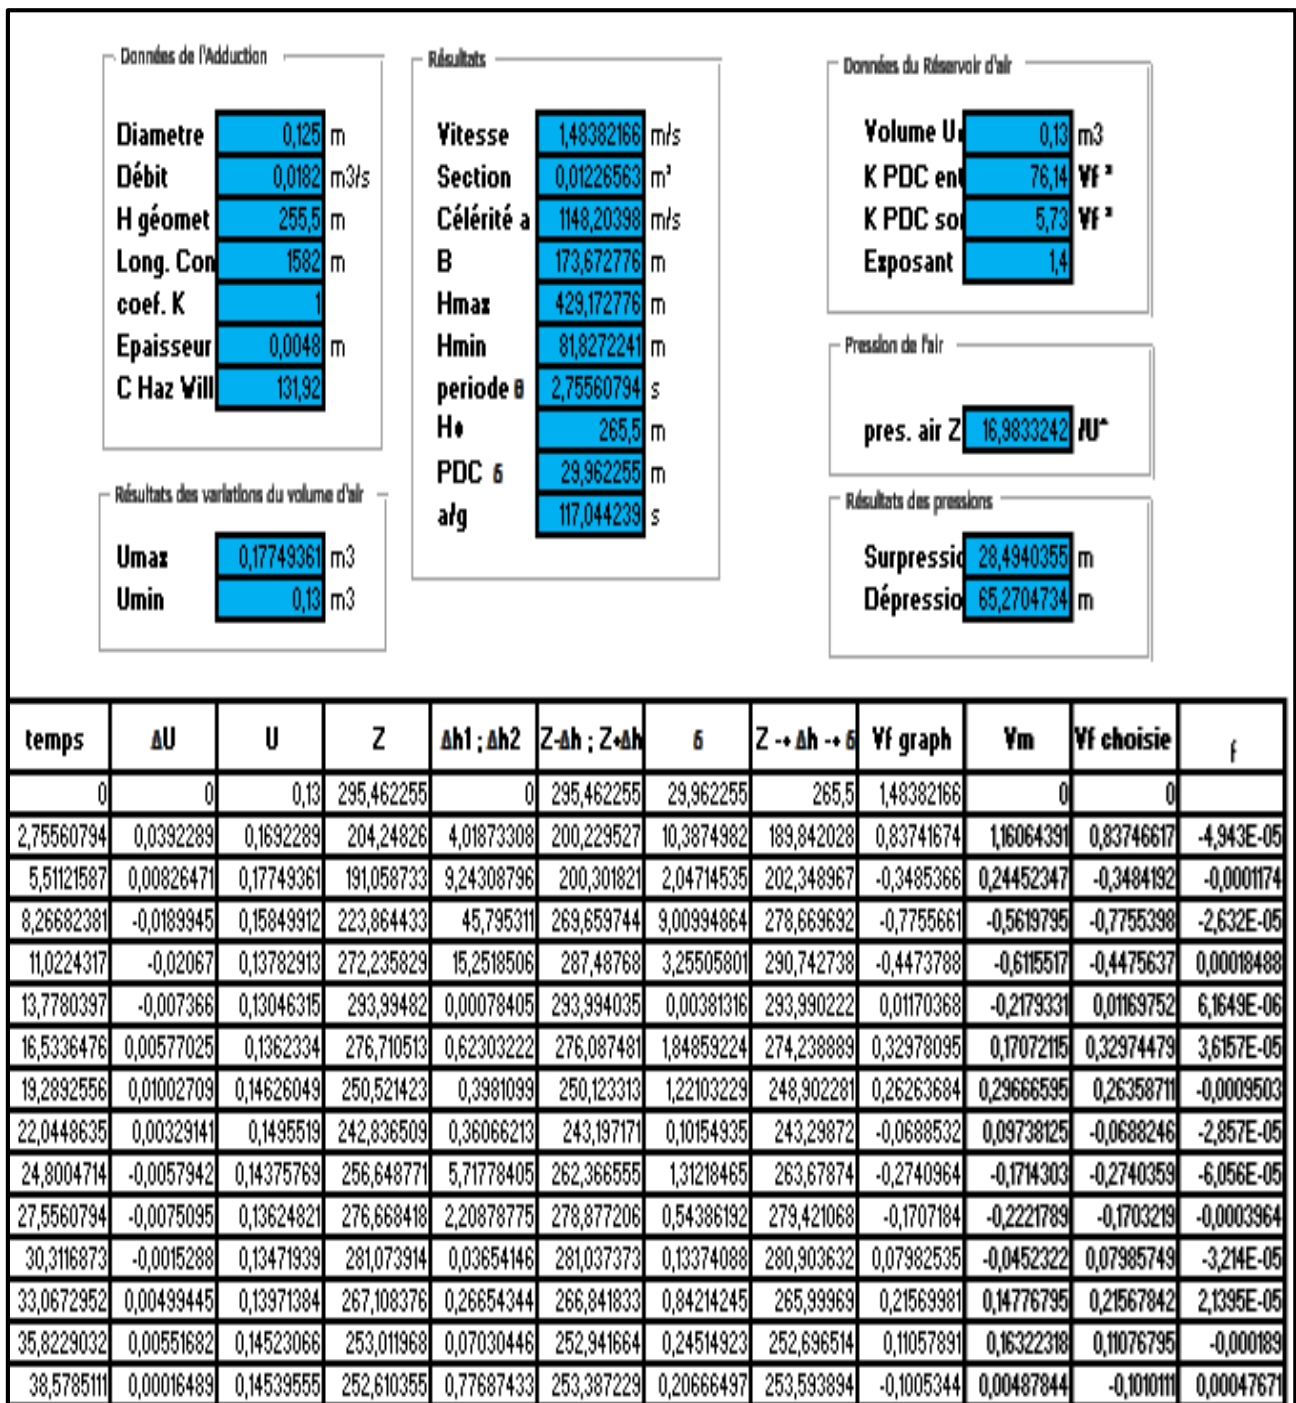 Données de l'Adduction
Diametre 0,125 m
Débit 0,0182 m3/s
H géomet 255,5 m
Long. Con 1582 m
coef. K 1
Epaisseur 0,0048 m
C Haz Will 131,92
Résultats des variations du volume d'air
Umax 0,17749361 m3
Umin 0,13 m3
Résultats
Vitesse 1,48382166 m/s
Section 0,01226563 m²
Célérité a 1148,20398 m/s
B 173,672776 m
Hmax 429,172776 m
Hmin 81,8272241 m
periode θ 2,75560794 s
H• 265,5 m
PDC δ 29,962255 m
a/g 117,044239 s
Données du Réservoir d'air
Volume U 0,13 m3
K PDC ent 76,14 Vf ²
K PDC sor 5,73 Vf ²
Exposant 1,4
Pression de l'air
pres. air Z 16,9833242 /U^
Résultats des pressions
Surpressio 28,4940355 m
Dépressio 65,2704734 m
temps ΔU U Z Δh1 ; Δh2 Z-Δh ; Z+Δh δ Z -+ Δh -+ δ Vf graph Vm Vf choisie f
0 0 0,13 295,462255 0 295,462255 29,962255 265,5 1,48382166 0 0
2,75560794 0,0392289 0,1692289 204,24826 4,01873308 200,229527 10,3874982 189,842028 0,83741674 1,16064391 0,83746617 -4,943E-05
5,51121587 0,00826471 0,17749361 191,058733 9,24308796 200,301821 2,04714535 202,348967 -0,3485366 0,24452347 -0,3484192 -0,0001174
8,26682381 -0,0189945 0,15849912 223,864433 45,795311 269,659744 9,00994864 278,669692 -0,7755661 -0,5619795 -0,7755398 -2,632E-05
11,0224317 -0,02067 0,13782913 272,235829 15,2518506 287,48768 3,25505801 290,742738 -0,4473788 -0,6115517 -0,4475637 0,00018488
13,7780397 -0,007366 0,13046315 293,99482 0,00078405 293,994035 0,00381316 293,990222 0,01170368 -0,2179331 0,01169752 6,1649E-06
16,5336476 0,00577025 0,1362334 276,710513 0,62303222 276,087481 1,84859224 274,238889 0,32978095 0,17072115 0,32974479 3,6157E-05
19,2892556 0,01002709 0,14626049 250,521423 0,3981099 250,123313 1,22103229 248,902281 0,26263684 0,29666595 0,26358711 -0,0009503
22,0448635 0,00329141 0,1495519 242,836509 0,36066213 243,197171 0,10154935 243,29872 -0,0688532 0,09738125 -0,0688246 -2,857E-05
24,8004714 -0,0057942 0,14375769 256,648771 5,71778405 262,366555 1,31218465 263,67874 -0,2740964 -0,1714303 -0,2740359 -6,056E-05
27,5560794 -0,0075095 0,13624821 276,668418 2,20878775 278,877206 0,54386192 279,421068 -0,1707184 -0,2221789 -0,1703219 -0,0003964
30,3116873 -0,0015288 0,13471939 281,073914 0,03654146 281,037373 0,13374088 280,903632 0,07982535 -0,0452322 0,07985749 -3,214E-05
33,0672952 0,00499445 0,13971384 267,108376 0,26654344 266,841833 0,84214245 265,99969 0,21569981 0,14776795 0,21567842 2,1395E-05
35,8229032 0,00551682 0,14523066 253,011968 0,07030446 252,941664 0,24514923 252,696514 0,11057891 0,16322318 0,11076795 -0,000189
38,5785111 0,00016489 0,14539555 252,610355 0,77687433 253,387229 0,20666497 253,593894 -0,1005344 0,00487844 -0,1010111 0,00047671